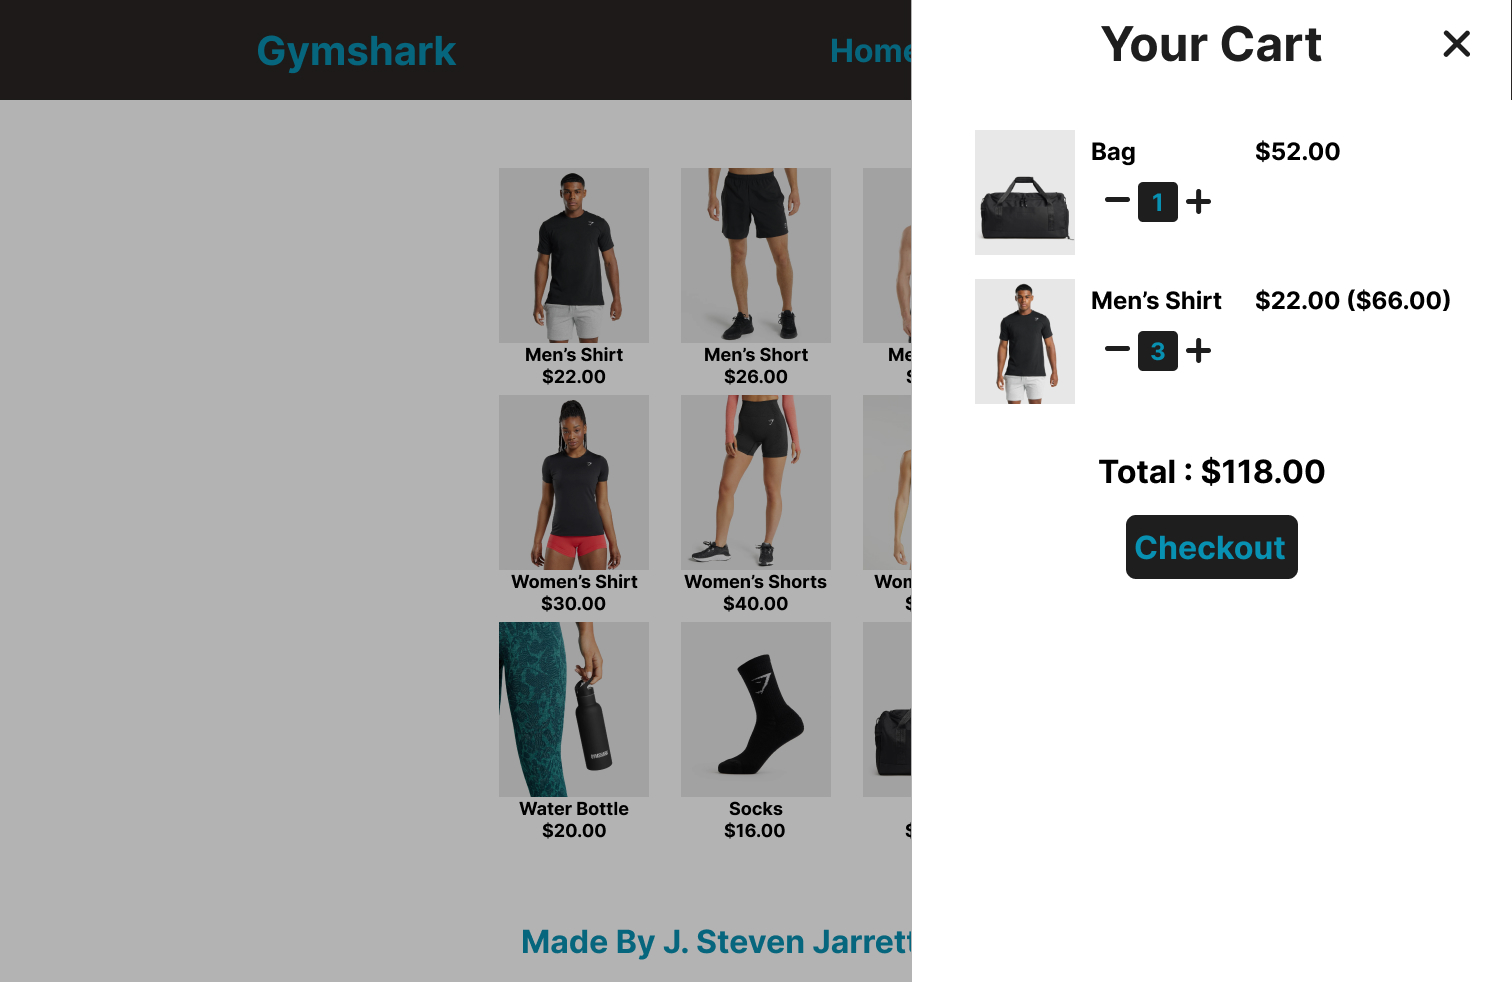 Gymshark
Home
Your Cart
Bag $52.00
1
Men’s Shirt $22.00 ($66.00)
3
Total : $118.00
Checkout
Men’s Shirt
$22.00
Men’s Short
$26.00
Women’s Shirt
$30.00
Women’s Shorts
$40.00
Water Bottle
$20.00
Socks
$16.00
Made By J. Steven Jarrett